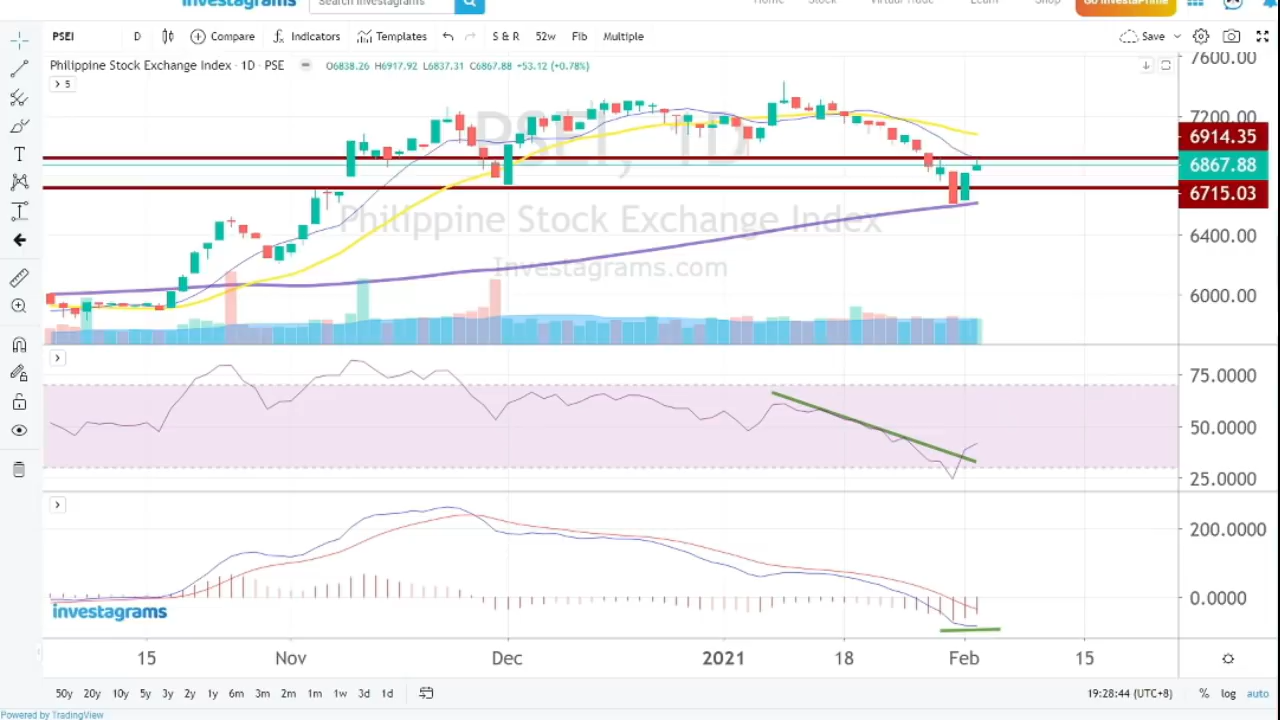 investagrams Search Investagrams Home Stock Virtual Trade Learn Shop Go InvestaPrime
PSEI D Compare Indicators Templates S & R 52w Fib Multiple Save
Philippine Stock Exchange Index · 1D · PSE O6838.26 H6917.92 L6837.31 C6867.88 +53.12 (+0.78%)
5
PSEI, 1D
Philippine Stock Exchange Index
Investagrams.com
7600.00
7200.00
6914.35
6867.88
6715.03
6400.00
6000.00
75.0000
50.0000
25.0000
200.0000
0.0000
investagrams
15 Nov Dec 2021 18 Feb 15
50y 20y 10y 5y 3y 2y 1y 6m 3m 2m 1m 1w 3d 1d 19:28:44 (UTC+8) % log auto
Powered by TradingView